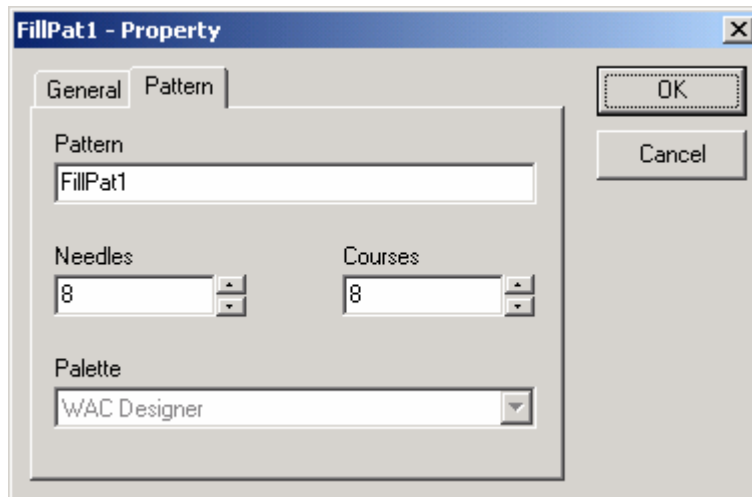 FillPat1 - Property
General Pattern
OK
Cancel
Pattern
FillPat1
Needles Courses
8 8
Palette
WAC Designer